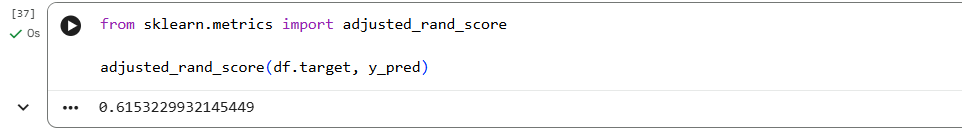 [37]
0s
from sklearn.metrics import adjusted_rand_score
adjusted_rand_score(df.target, y_pred)
0.6153229932145449